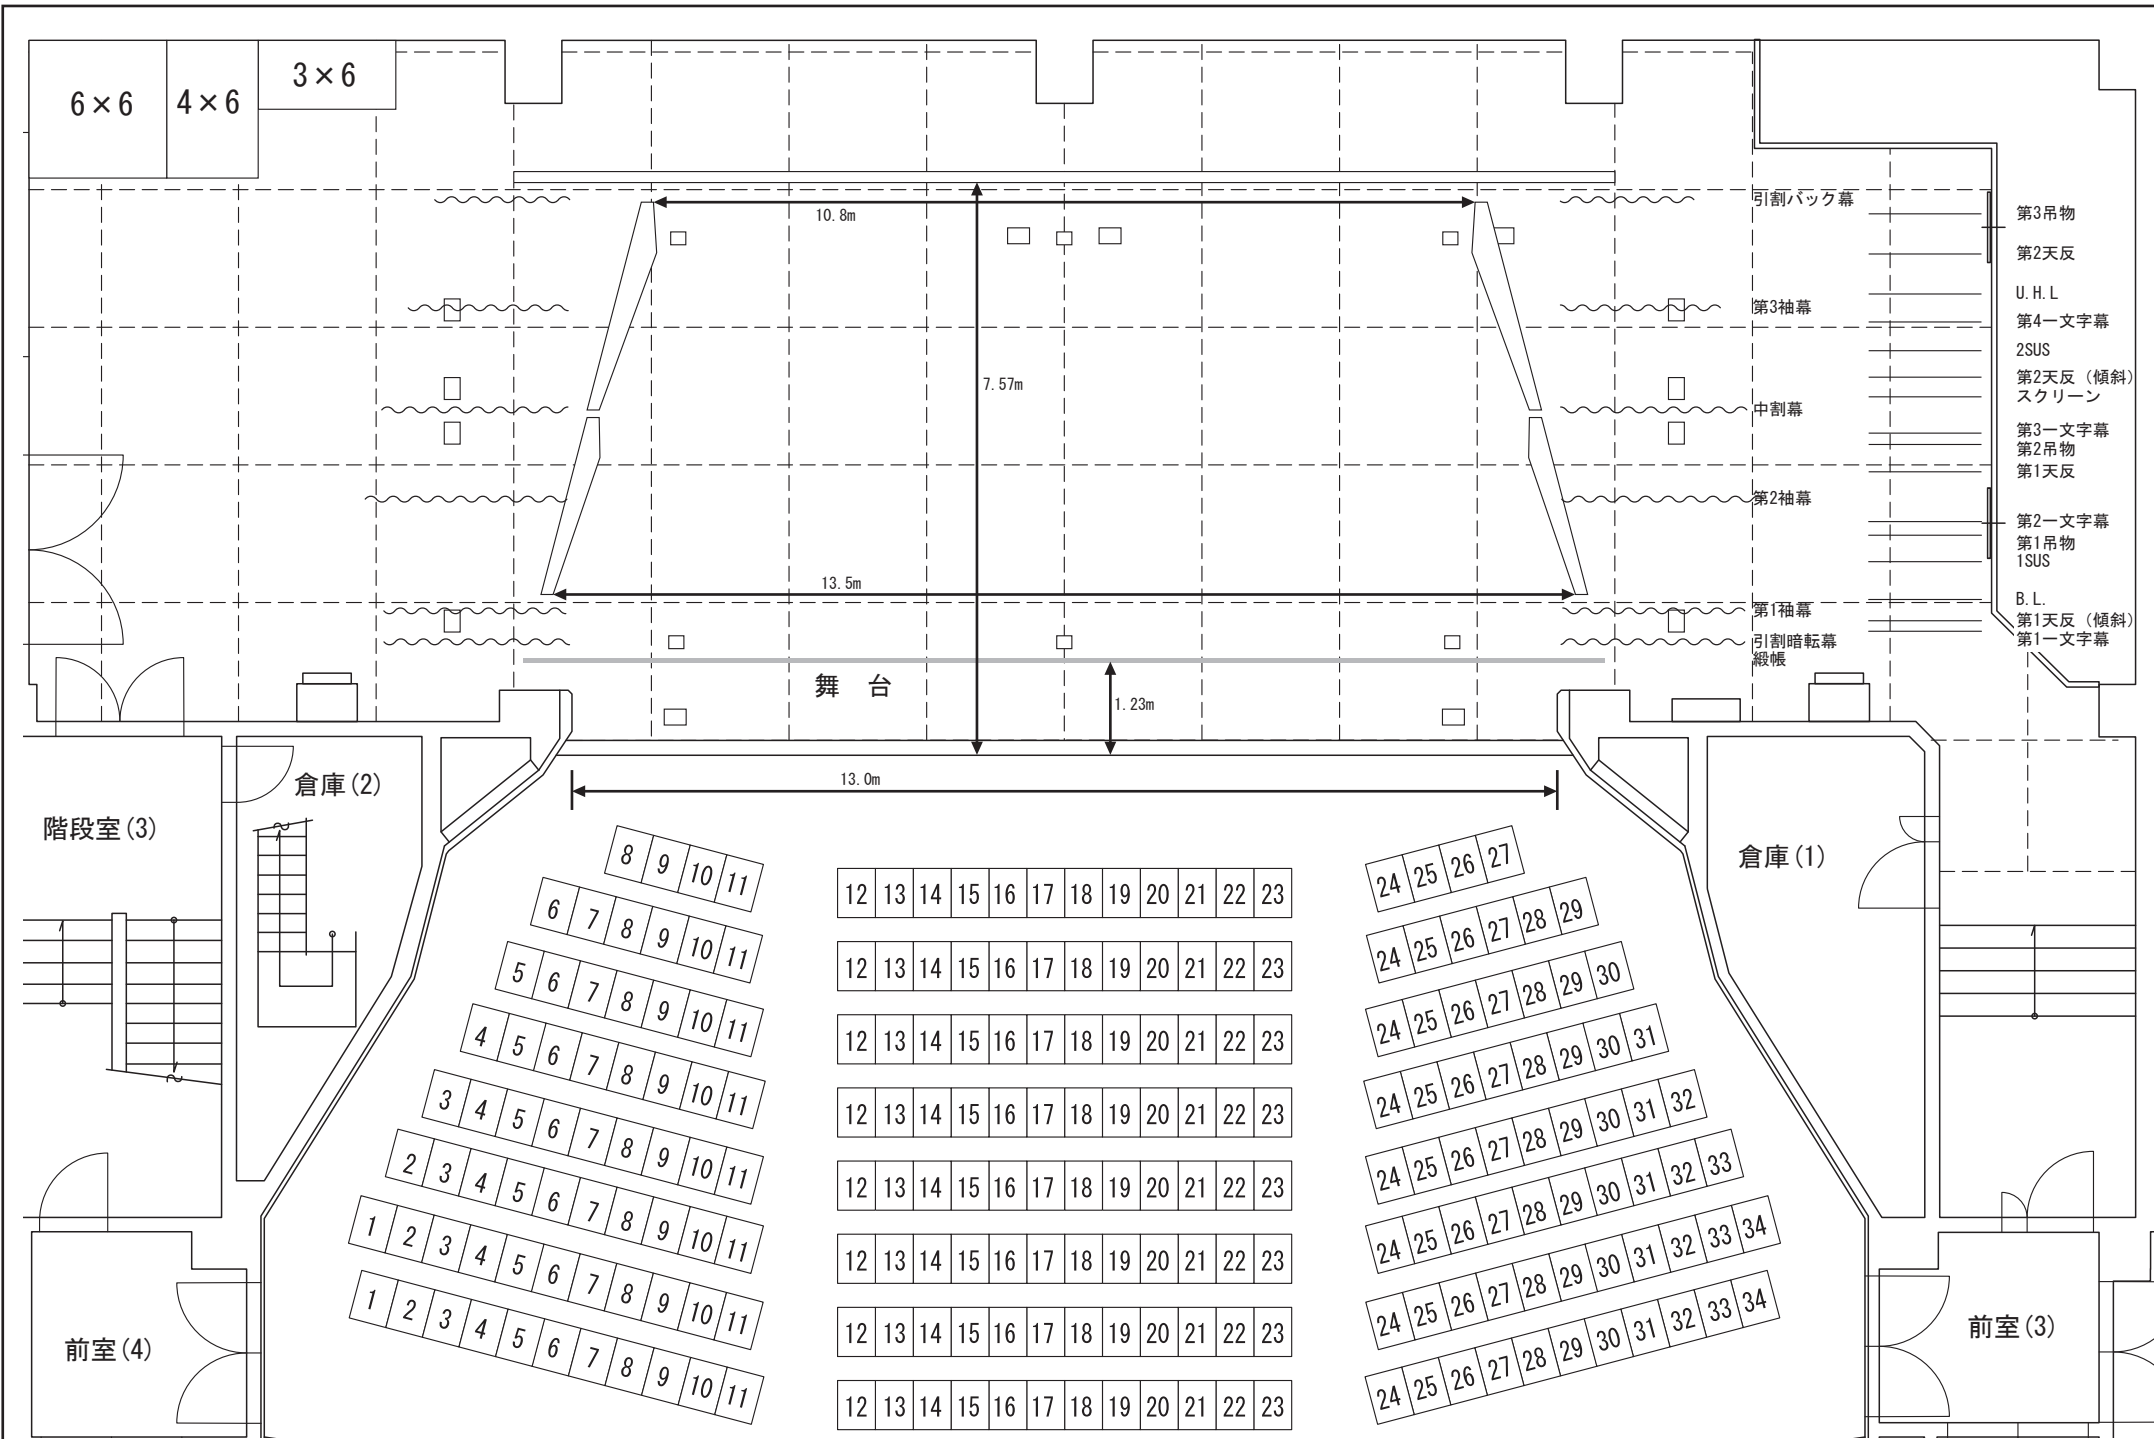 6×6
4×6
3×6
10.8m
7.57m
13.5m
舞 台
1.23m
13.0m
引割バック幕
第3袖幕
中割幕
第2袖幕
第1袖幕
引割暗転幕
緞帳
第3吊物
第2天反
U.H.L
第4一文字幕
2SUS
第2天反（傾斜）
スクリーン
第3一文字幕
第2吊物
第1天反
第2一文字幕
第1吊物
1SUS
B.L.
第1天反（傾斜）
第1一文字幕
倉庫(2)
階段室(3)
倉庫(1)
前室(4)
前室(3)
8 9 10 11 12 13 14 15 16 17 18 19 20 21 22 23 24 25 26 27
6 7 8 9 10 11 12 13 14 15 16 17 18 19 20 21 22 23 24 25 26 27 28 29
5 6 7 8 9 10 11 12 13 14 15 16 17 18 19 20 21 22 23 24 25 26 27 28 29 30
4 5 6 7 8 9 10 11 12 13 14 15 16 17 18 19 20 21 22 23 24 25 26 27 28 29 30 31
3 4 5 6 7 8 9 10 11 12 13 14 15 16 17 18 19 20 21 22 23 24 25 26 27 28 29 30 31 32
2 3 4 5 6 7 8 9 10 11 12 13 14 15 16 17 18 19 20 21 22 23 24 25 26 27 28 29 30 31 32 33
1 2 3 4 5 6 7 8 9 10 11 12 13 14 15 16 17 18 19 20 21 22 23 24 25 26 27 28 29 30 31 32 33 34
1 2 3 4 5 6 7 8 9 10 11 12 13 14 15 16 17 18 19 20 21 22 23 24 25 26 27 28 29 30 31 32 33 34